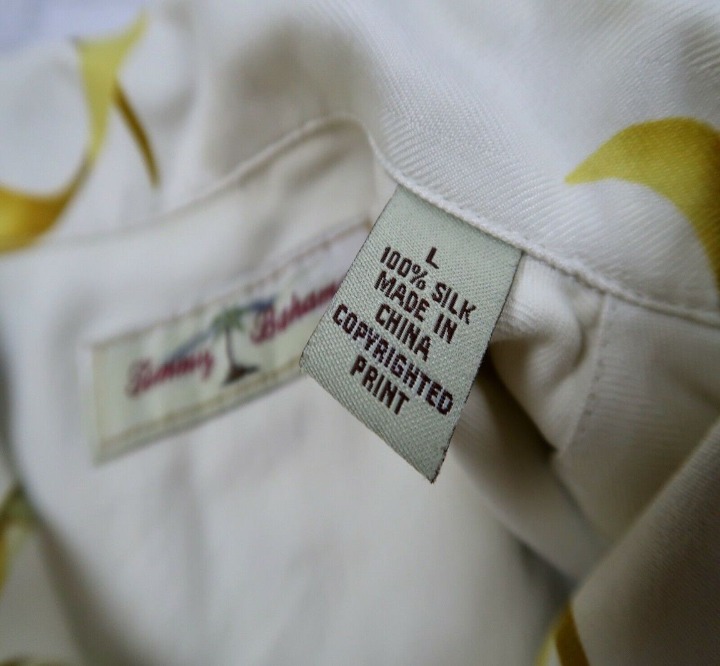 Tommy Bahama
L
100% SILK
MADE IN
CHINA
COPYRIGHTED
PRINT